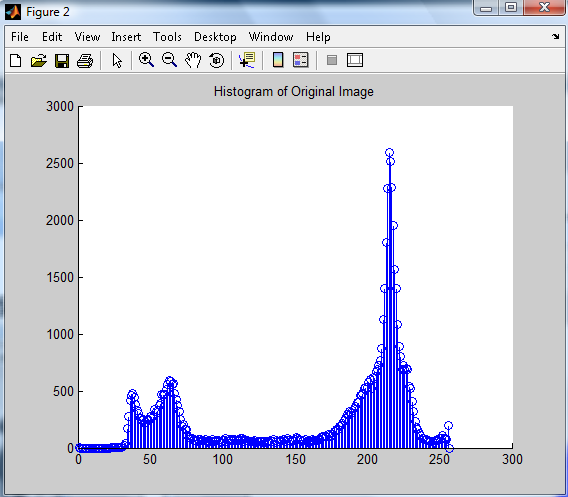 Figure 2
File Edit View Insert Tools Desktop Window Help
Histogram of Original Image
3000
2500
2000
1500
1000
500
0
0 50 100 150 200 250 300